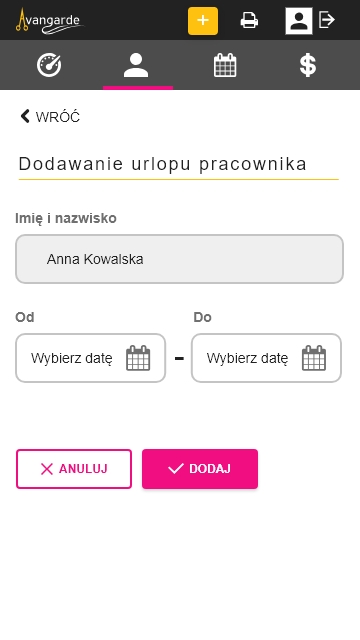 Avangarde
WRÓĆ
Dodawanie urlopu pracownika
Imię i nazwisko
Anna Kowalska
Od Do
Wybierz datę - Wybierz datę
ANULUJ DODAJ